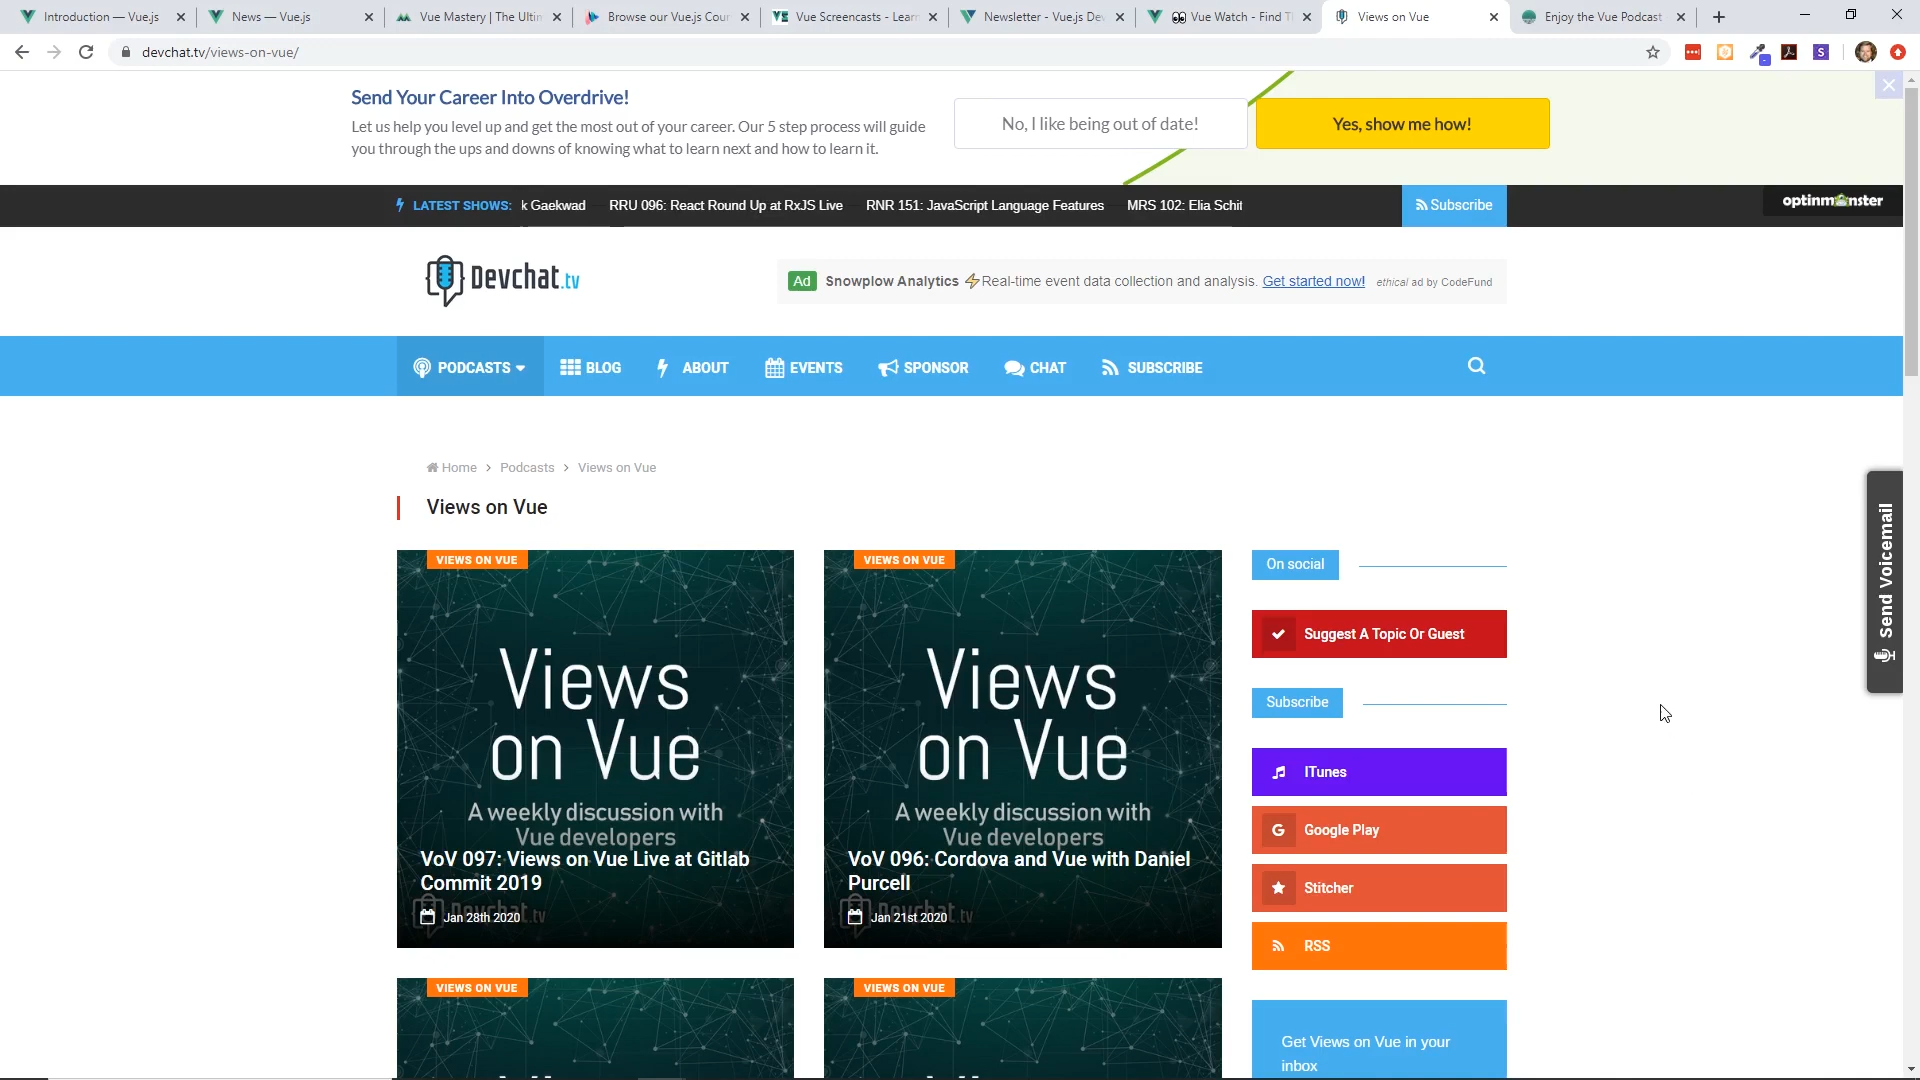 Introduction — Vue.js
News — Vue.js
Vue Mastery | The Ultim
Browse our Vue.js Cour
Vue Screencasts - Learn
Newsletter - Vue.js Dev
Vue Watch - Find Th
Views on Vue
Enjoy the Vue Podcast
devchat.tv/views-on-vue/
Send Your Career Into Overdrive!
Let us help you level up and get the most out of your career. Our 5 step process will guide
you through the ups and downs of knowing what to learn next and how to learn it.
No, I like being out of date!
Yes, show me how!
LATEST SHOWS:
k Gaekwad
RRU 096: React Round Up at RxJS Live
RNR 151: JavaScript Language Features
MRS 102: Elia Schit
Subscribe
optinmonster
Devchat.tv
Ad Snowplow Analytics ⚡Real-time event data collection and analysis. Get started now! ethical ad by CodeFund
PODCASTS
BLOG
ABOUT
EVENTS
SPONSOR
CHAT
SUBSCRIBE
Home > Podcasts > Views on Vue
Views on Vue
VIEWS ON VUE
Views
on Vue
A weekly discussion with
Vue developers
VoV 097: Views on Vue Live at Gitlab
Commit 2019
Devchat.tv
Jan 28th 2020
VIEWS ON VUE
Views
on Vue
A weekly discussion with
Vue developers
VoV 096: Cordova and Vue with Daniel
Purcell
Devchat.tv
Jan 21st 2020
On social
Suggest A Topic Or Guest
Subscribe
ITunes
Google Play
Stitcher
RSS
Get Views on Vue in your
inbox
Send Voicemail
VIEWS ON VUE
VIEWS ON VUE